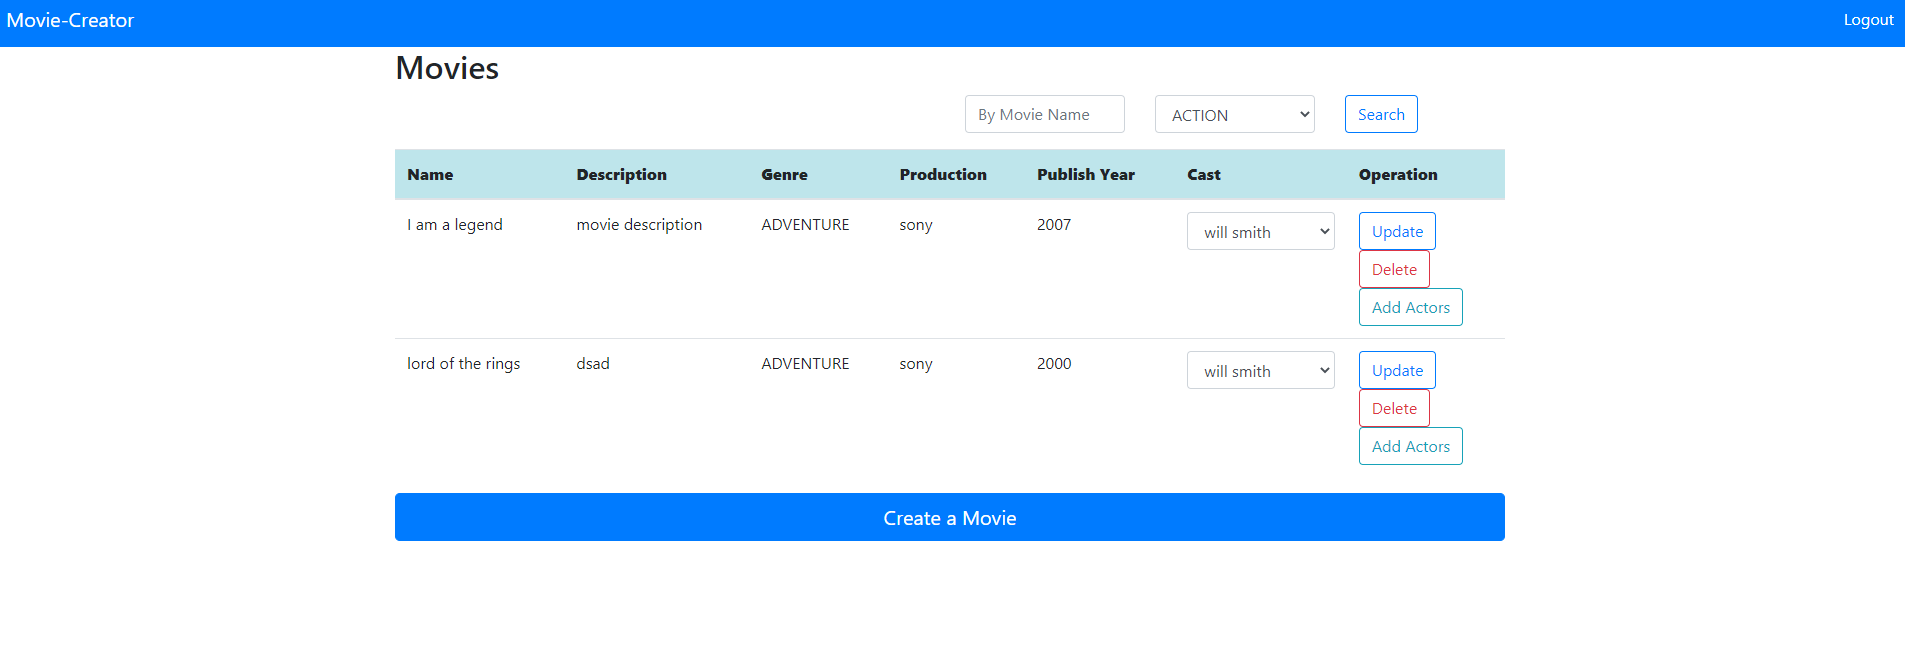 Movie-Creator Logout
Movies
By Movie Name ACTION Search
Name Description Genre Production Publish Year Cast Operation
I am a legend movie description ADVENTURE sony 2007 will smith Update
Delete
Add Actors
lord of the rings dsad ADVENTURE sony 2000 will smith Update
Delete
Add Actors
Create a Movie